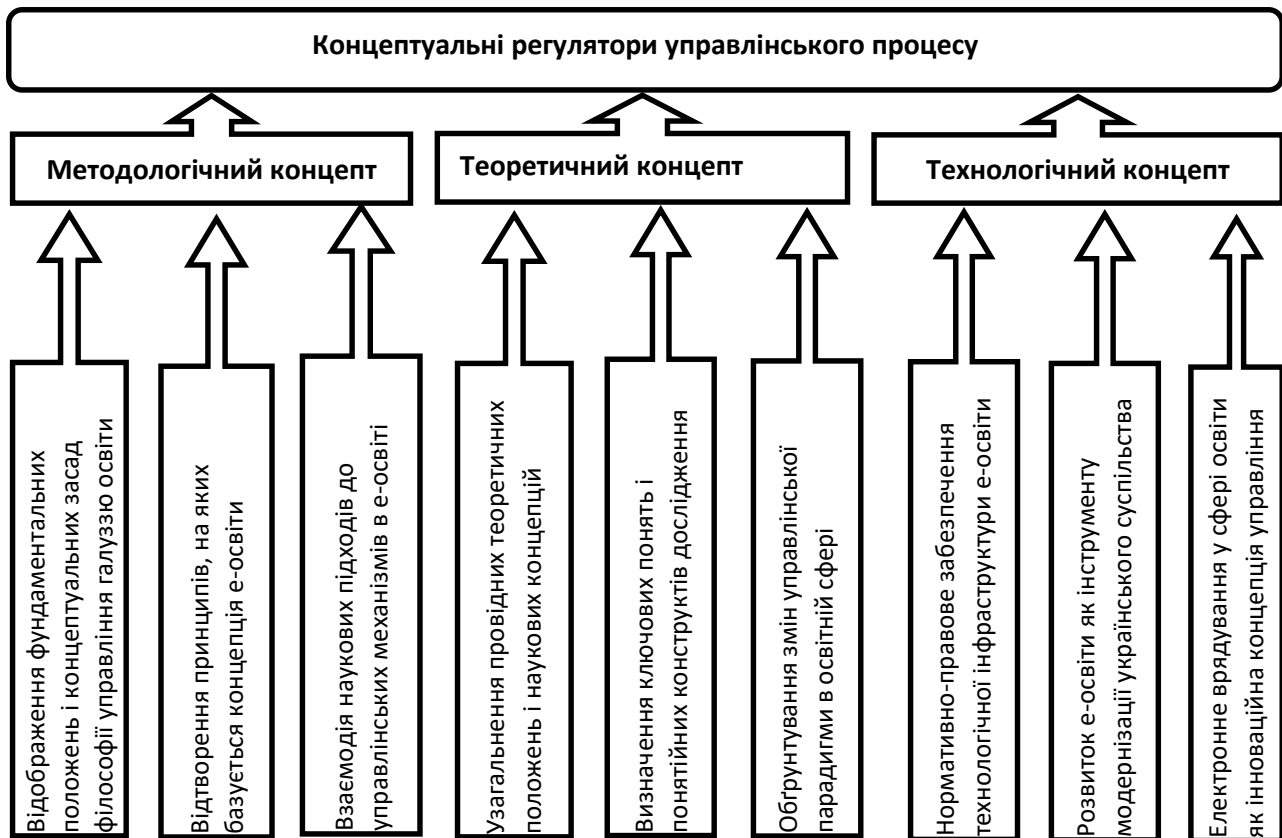 Концептуальні регулятори управлінського процесу
Методологічний концепт
Теоретичний концепт
Технологічний концепт
Відображення фундаментальних
положень і концептуальних засад
філософії управління галуззю освіти
Відтворення принципів, на яких
базується концепція е-освіти
Взаємодія наукових підходів до
управлінських механізмів в е-освіті
Узагальнення провідних теоретичних
положень і наукових концепцій
Визначення ключових понять і
понятійних конструктів дослідження
Обґрунтування змін управлінської
парадигми в освітній сфері
Нормативно-правове забезпечення
технологічної інфраструктури е-освіти
Розвиток е-освіти як інструменту
модернізації українського суспільства
Електронне врядування у сфері освіти
як інноваційна концепція управління